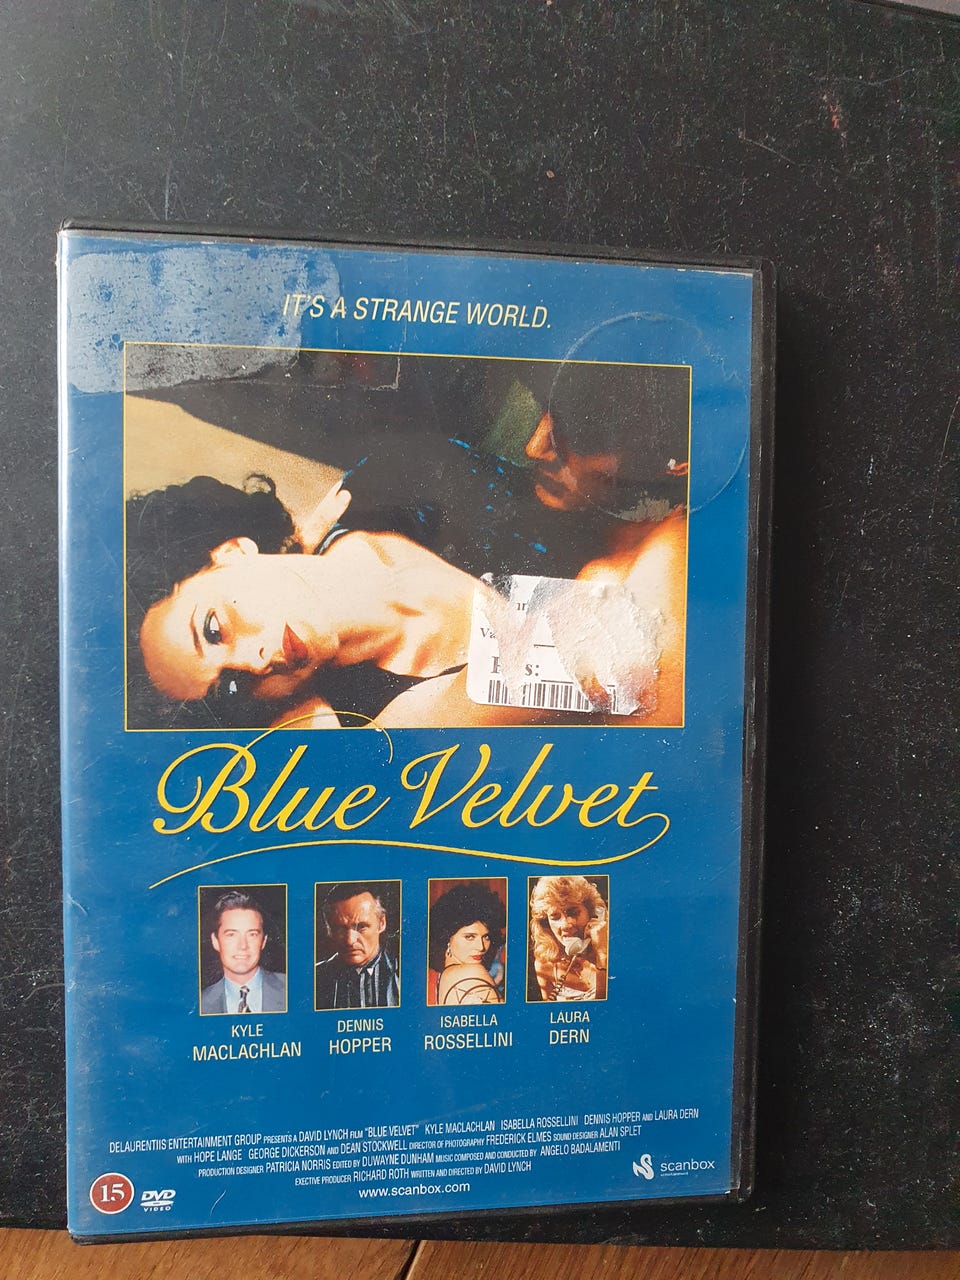 IT'S A STRANGE WORLD.
s:
Blue Velvet
KYLE MACLACHLAN
DENNIS HOPPER
ISABELLA ROSSELLINI
LAURA DERN
DELAURENTIIS ENTERTAINMENT GROUP PRESENTS A DAVID LYNCH FILM "BLUE VELVET" KYLE MACLACHLAN ISABELLA ROSSELLINI DENNIS HOPPER AND LAURA DERN
WITH HOPE LANGE GEORGE DICKERSON AND DEAN STOCKWELL DIRECTOR OF PHOTOGRAPHY FREDERICK ELMES SOUND DESIGNER ALAN SPLET
PRODUCTION DESIGNER PATRICIA NORRIS EDITED BY DUWAYNE DUNHAM MUSIC COMPOSED AND CONDUCTED BY ANGELO BADALAMENTI
EXECTIVE PRODUCER RICHARD ROTH WRITTEN AND DIRECTED BY DAVID LYNCH
www.scanbox.com
15
DVD
VIDEO
scanbox